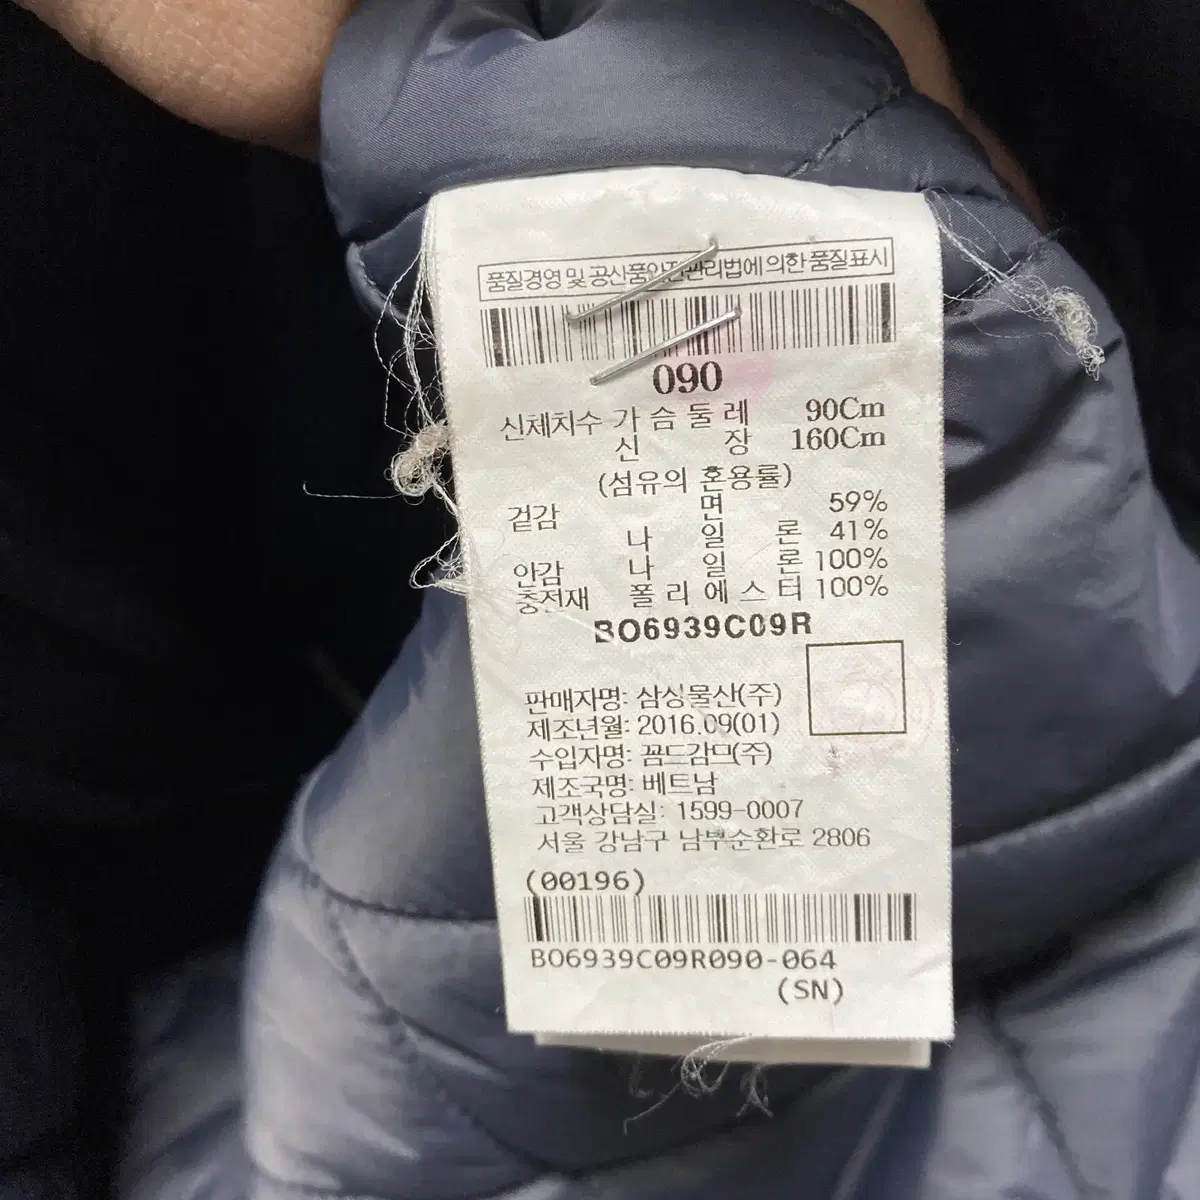 품질경영 및 공산품안전관리법에 의한 품질표시
090
신체치수 가 슴 둘 레 90Cm
신 장 160Cm
(섬유의 혼용률)
겉감 면 59%
나 일 론 41%
안감 나 일 론 100%
충전재 폴 리 에 스 터 100%
BO6939C09R
판매자명: 삼성물산(주)
제조년월: 2016.09(01)
수입자명: 꼼드감므(주)
제조국명: 베트남
고객상담실: 1599-0007
서울 강남구 남부순환로 2806
(00196)
BO6939C09R090-064
(SN)